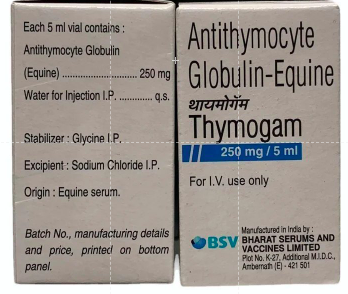 Each 5 ml vial contains :
Antithymocyte Globulin
(Equine) ........................ 250 mg
Water for Injection I.P. ............ q.s.
Stabilizer : Glycine I.P.
Excipient : Sodium Chloride I.P.
Origin : Equine serum.
Batch No., manufacturing details
and price, printed on bottom
panel.
Antithymocyte
Globulin-Equine
थायमोगॅम
Thymogam
250 mg / 5 ml
For I.V. use only
BSV
Manufactured in India by :
BHARAT SERUMS AND
VACCINES LIMITED
Plot No. K-27, Additional M.I.D.C.,
Ambernath (E) - 421 501